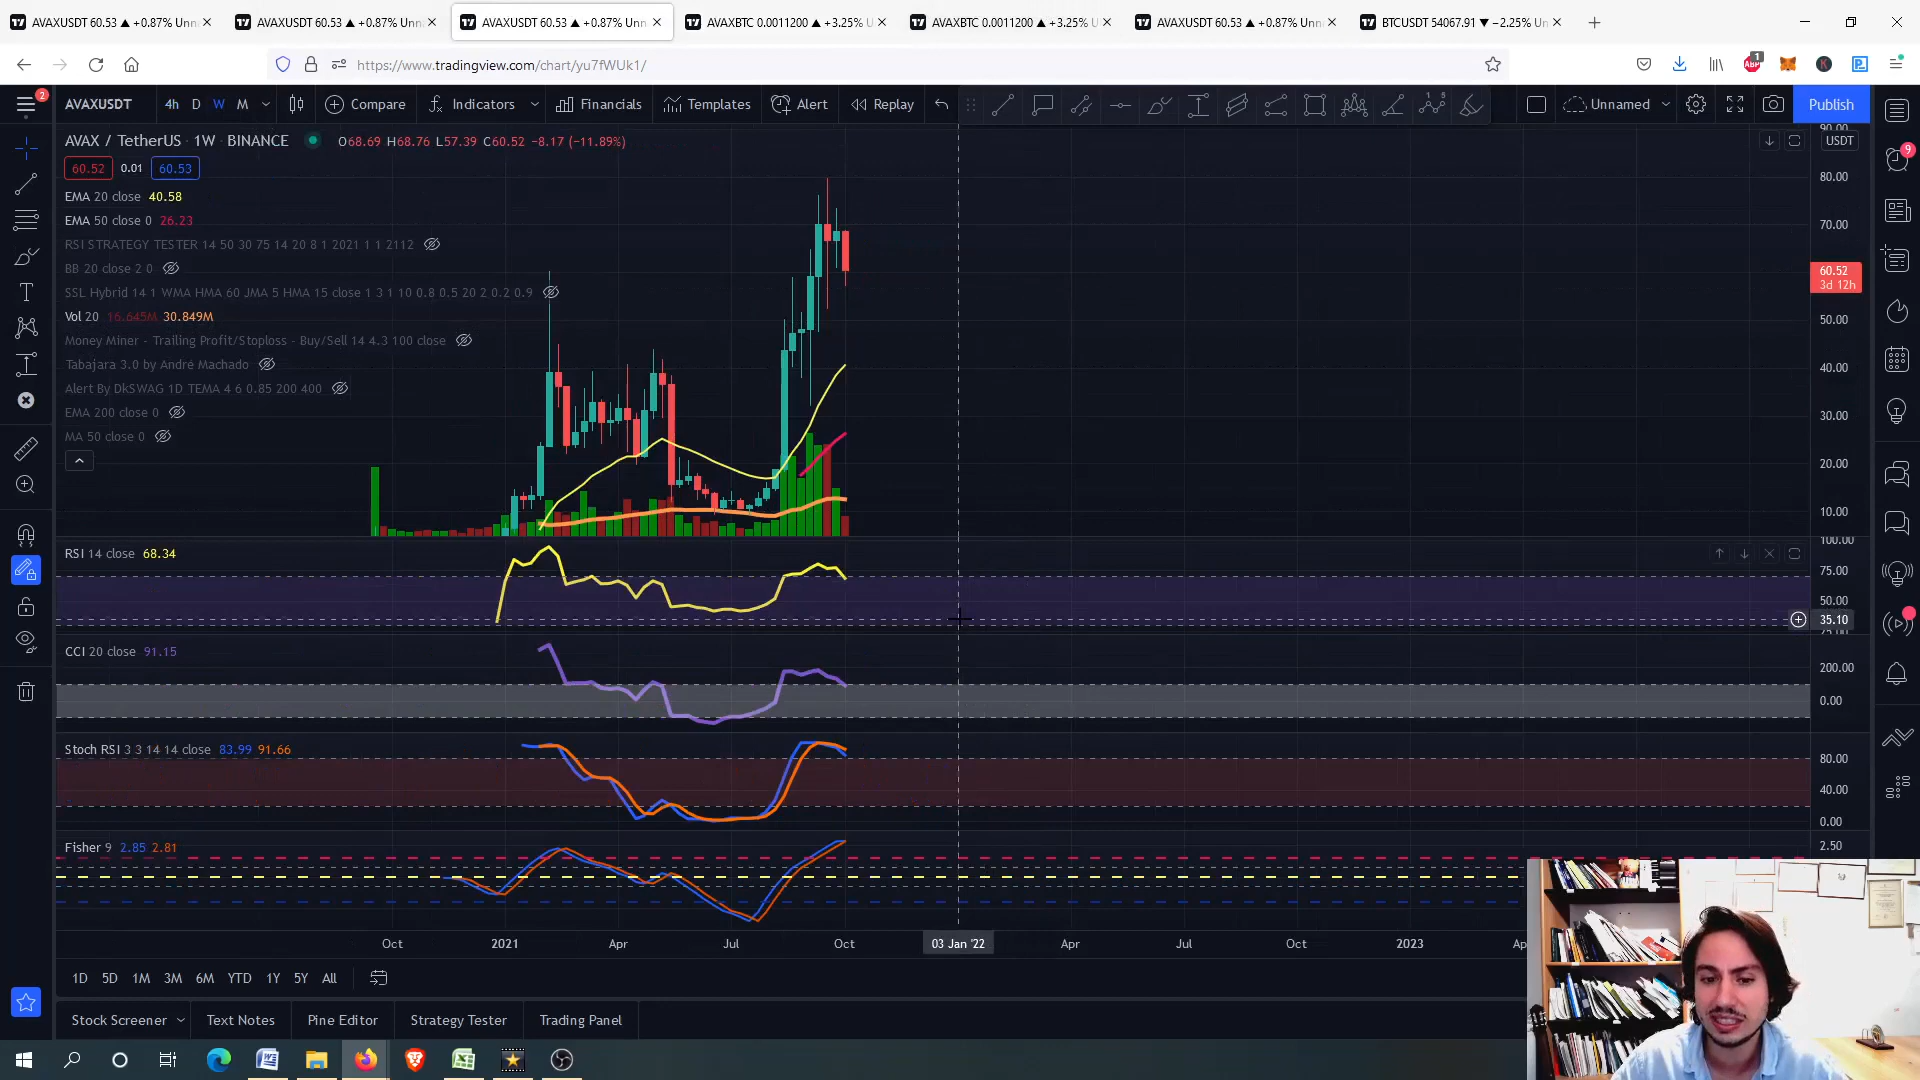 AVAXUSDT 60.53 ▲ +0.87% Unn
AVAXUSDT 60.53 ▲ +0.87% Unn
AVAXUSDT 60.53 ▲ +0.87% Unn
AVAXBTC 0.0011200 ▲ +3.25% U
AVAXBTC 0.0011200 ▲ +3.25% U
AVAXUSDT 60.53 ▲ +0.87% Unn
BTCUSDT 54067.91 ▼ −2.25% Un
https://www.tradingview.com/chart/yu7fWUk1/
1
ABP
2
AVAXUSDT
4h D W M
Compare
Indicators
Financials
Templates
Alert
Replay
Unnamed
Publish
AVAX / TetherUS · 1W · BINANCE
O68.69 H68.76 L57.39 C60.52 −8.17 (−11.89%)
60.52 0.01 60.53
EMA 20 close 40.58
EMA 50 close 0 26.23
RSI STRATEGY TESTER 14 50 30 75 14 20 8 1 2021 1 1 2112
BB 20 close 2 0
SSL Hybrid 14 1 WMA HMA 60 JMA 5 HMA 15 close 1 3 1 10 0.8 0.5 20 2 0.2 0.9
Vol 20 16.645M 30.849M
Money Miner - Trailing Profit/Stoploss - Buy/Sell 14 4.3 100 close
Tabajara 3.0 by André Machado
Alert By DkSWAG 1D TEMA 4 6 0.85 200 400
EMA 200 close 0
MA 50 close 0
90.00
USDT
80.00
70.00
60.52
3d 12h
50.00
40.00
30.00
20.00
10.00
9
RSI 14 close 68.34
100.00
75.00
50.00
35.10
25.00
CCI 20 close 91.15
200.00
0.00
Stoch RSI 3 3 14 14 close 83.99 91.66
80.00
40.00
0.00
Fisher 9 2.85 2.81
2.50
Oct 2021 Apr Jul Oct 03 Jan '22 Apr Jul Oct 2023 Ap
1D 5D 1M 3M 6M YTD 1Y 5Y All
Stock Screener
Text Notes
Pine Editor
Strategy Tester
Trading Panel